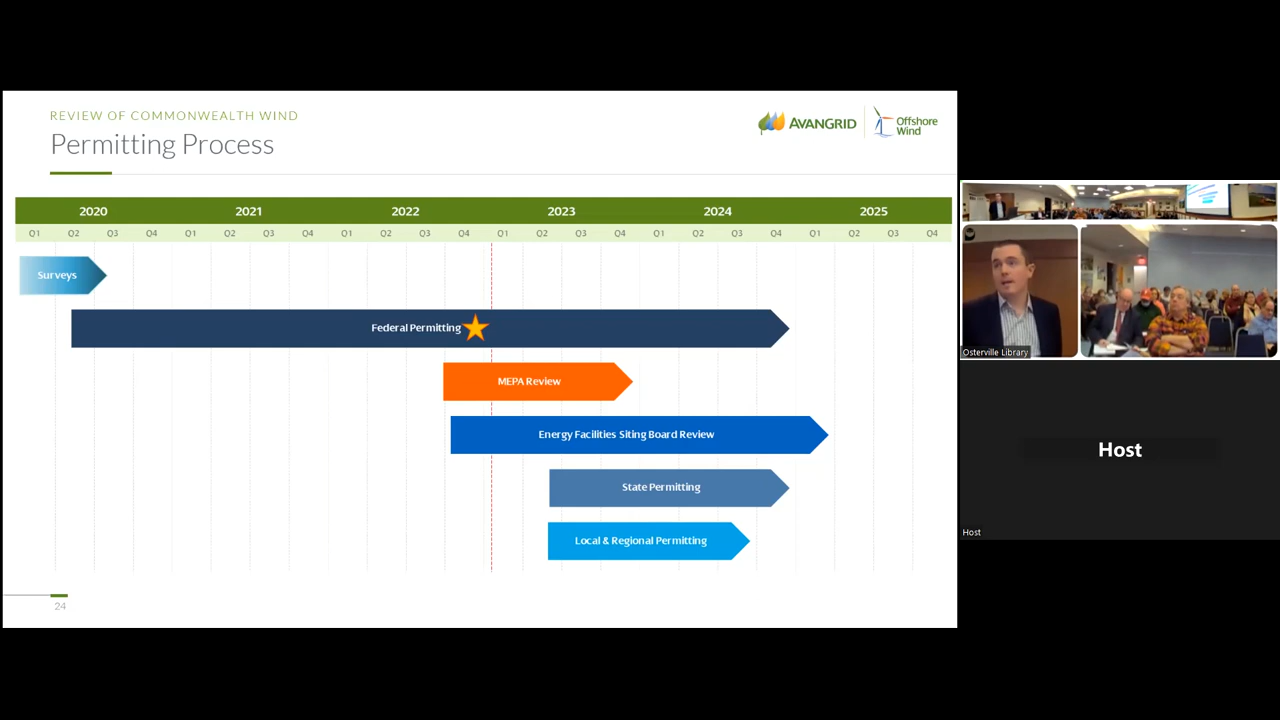 REVIEW OF COMMONWEALTH WIND
Permitting Process
AVANGRID
Offshore
Wind
2020 2021 2022 2023 2024 2025
Q1 Q2 Q3 Q4 Q1 Q2 Q3 Q4 Q1 Q2 Q3 Q4 Q1 Q2 Q3 Q4 Q1 Q2 Q3 Q4 Q1 Q2 Q3 Q4
Surveys
Federal Permitting
MEPA Review
Energy Facilities Siting Board Review
State Permitting
Local & Regional Permitting
24
Osterville Library
Host
Host